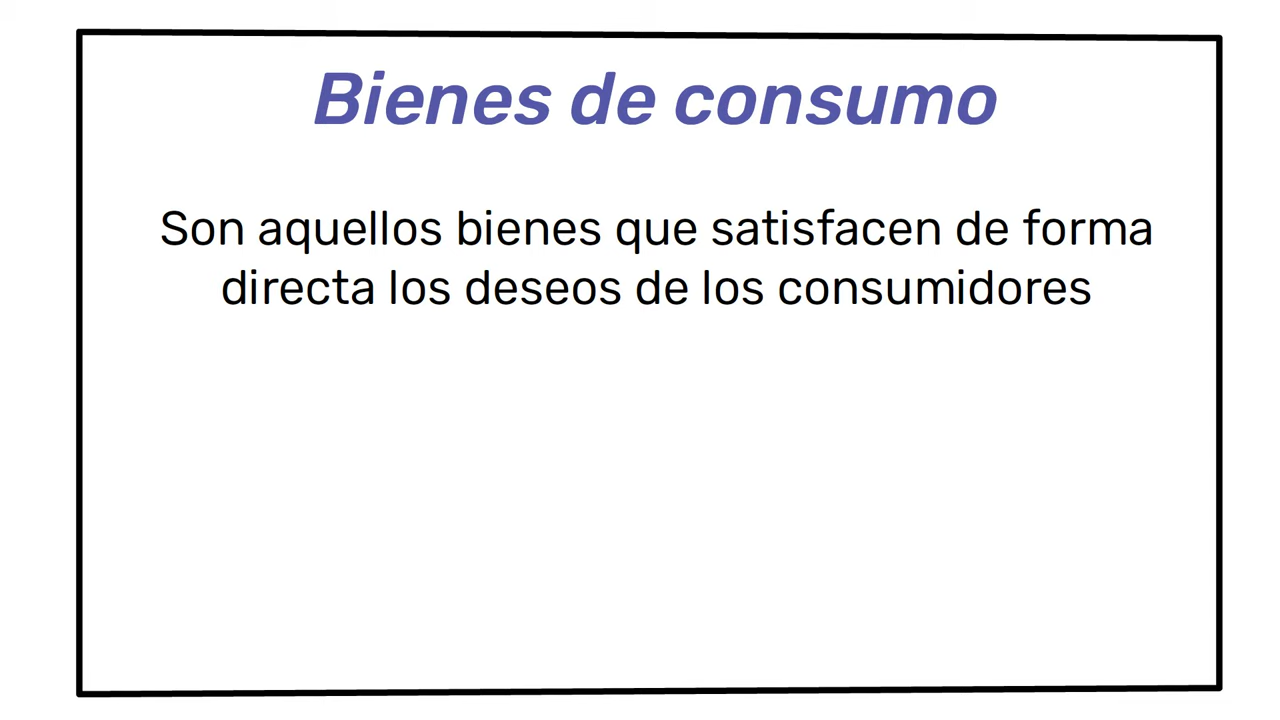 Bienes de consumo
Son aquellos bienes que satisfacen de forma
directa los deseos de los consumidores